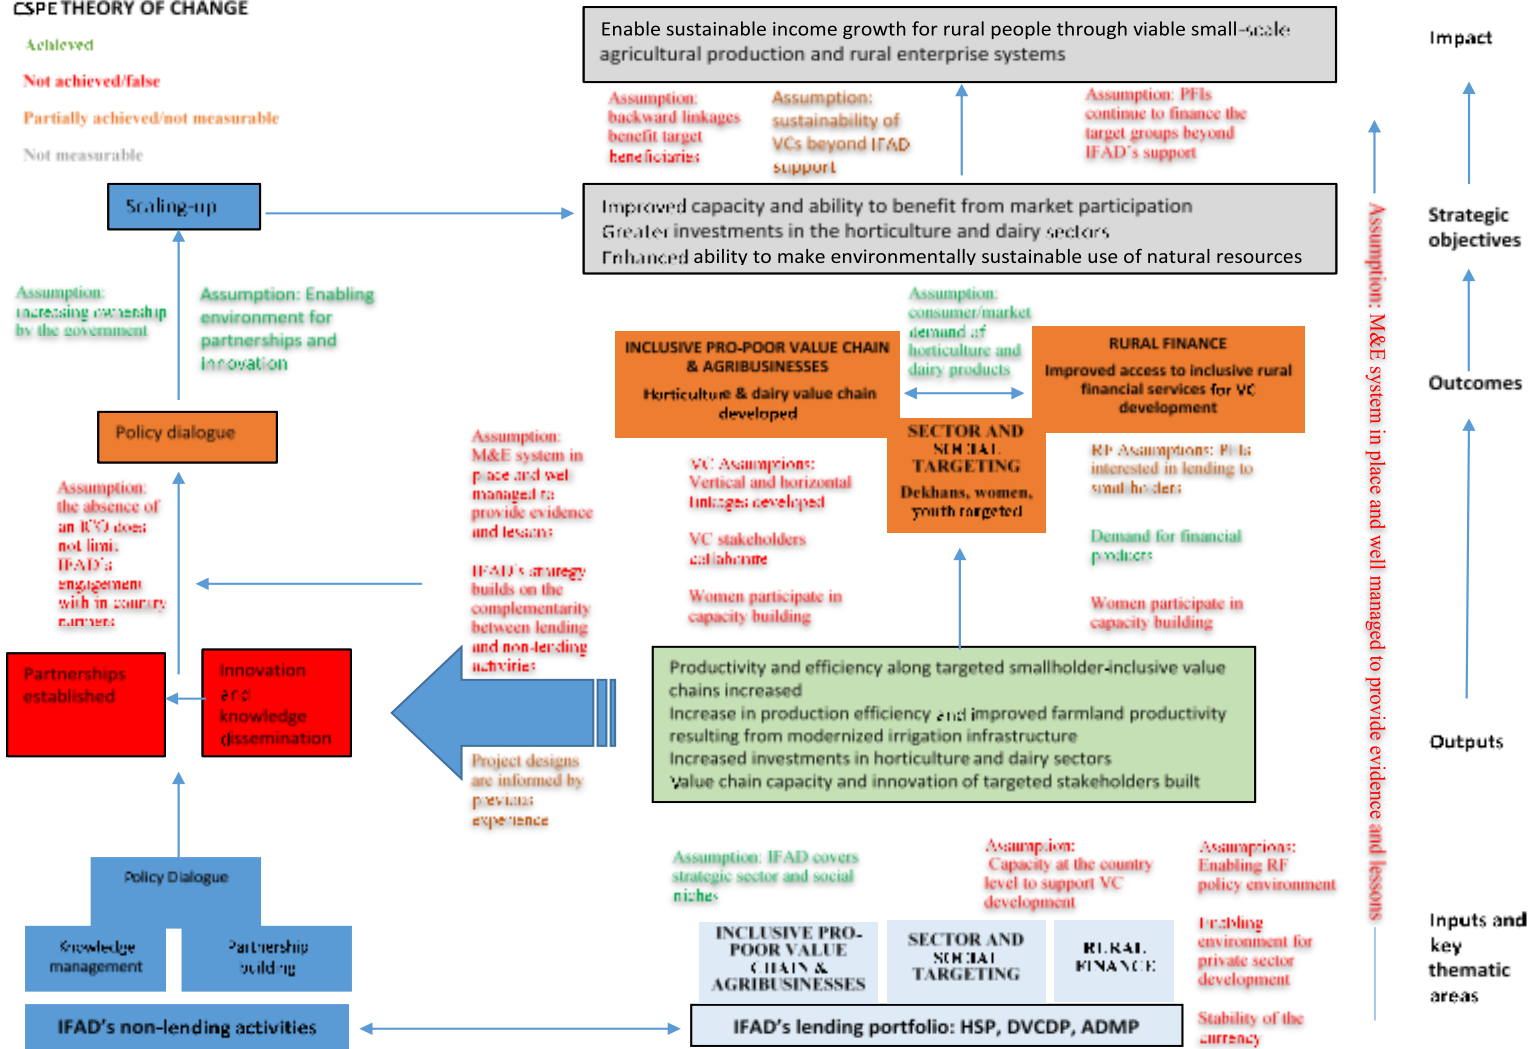 CSPE THEORY OF CHANGE
Achieved
Not achieved/false
Partially achieved/not measurable
Not measurable
Enable sustainable income growth for rural people through viable small-scale
agricultural production and rural enterprise systems
Impact
Assumption:
backward linkages
benefit target
beneficiaries
Assumption:
sustainability of
VCs beyond IFAD
support
Assumption: PFIs
continue to finance the
target groups beyond
IFAD's support
Scaling-up
Improved capacity and ability to benefit from market participation
Greater investments in the horticulture and dairy sectors
Enhanced ability to make environmentally sustainable use of natural resources
Strategic
objectives
Assumption:
increasing ownership
by the government
Assumption: Enabling
environment for
partnerships and
innovation
Assumption:
consumer/market
demand of
horticulture and
dairy products
INCLUSIVE PRO-POOR VALUE CHAIN
& AGRIBUSINESSES
Horticulture & dairy value chain
developed
RURAL FINANCE
Improved access to inclusive rural
financial services for VC
development
Outcomes
SECTOR AND
SOCIAL
TARGETING
Dekhans, women,
youth targeted
Policy dialogue
Assumption:
the absence of
an ICO does
not limit
IFAD's
engagement
with in country
partners
Assumption:
M&E system in
place and well
managed to
provide evidence
and lessons
IFAD's strategy
builds on the
complementarity
between lending
and non-lending
activities
VC Assumptions:
Vertical and horizontal
linkages developed
VC stakeholders
collaborate
Women participate in
capacity building
RF Assumptions: PFIs
interested in lending to
smallholders
Demand for financial
products
Women participate in
capacity building
Assumption: M&E system in place and well managed to provide evidence and lessons
Partnerships
established
Innovation
and
knowledge
dissemination
Productivity and efficiency along targeted smallholder-inclusive value
chains increased
Increase in production efficiency and improved farmland productivity
resulting from modernized irrigation infrastructure
Increased investments in horticulture and dairy sectors
Value chain capacity and innovation of targeted stakeholders built
Outputs
Project designs
are informed by
previous
experience
Policy Dialogue
Knowledge
management
Partnership
building
IFAD's non-lending activities
Assumption: IFAD covers
strategic sector and social
niches
Assumption:
Capacity at the country
level to support VC
development
Assumptions:
Enabling RF
policy environment
Enabling
environment for
private sector
development
Stability of the
currency
INCLUSIVE PRO-
POOR VALUE
CHAIN &
AGRIBUSINESSES
SECTOR AND
SOCIAL
TARGETING
RURAL
FINANCE
IFAD's lending portfolio: HSP, DVCDP, ADMP
Inputs and
key
thematic
areas